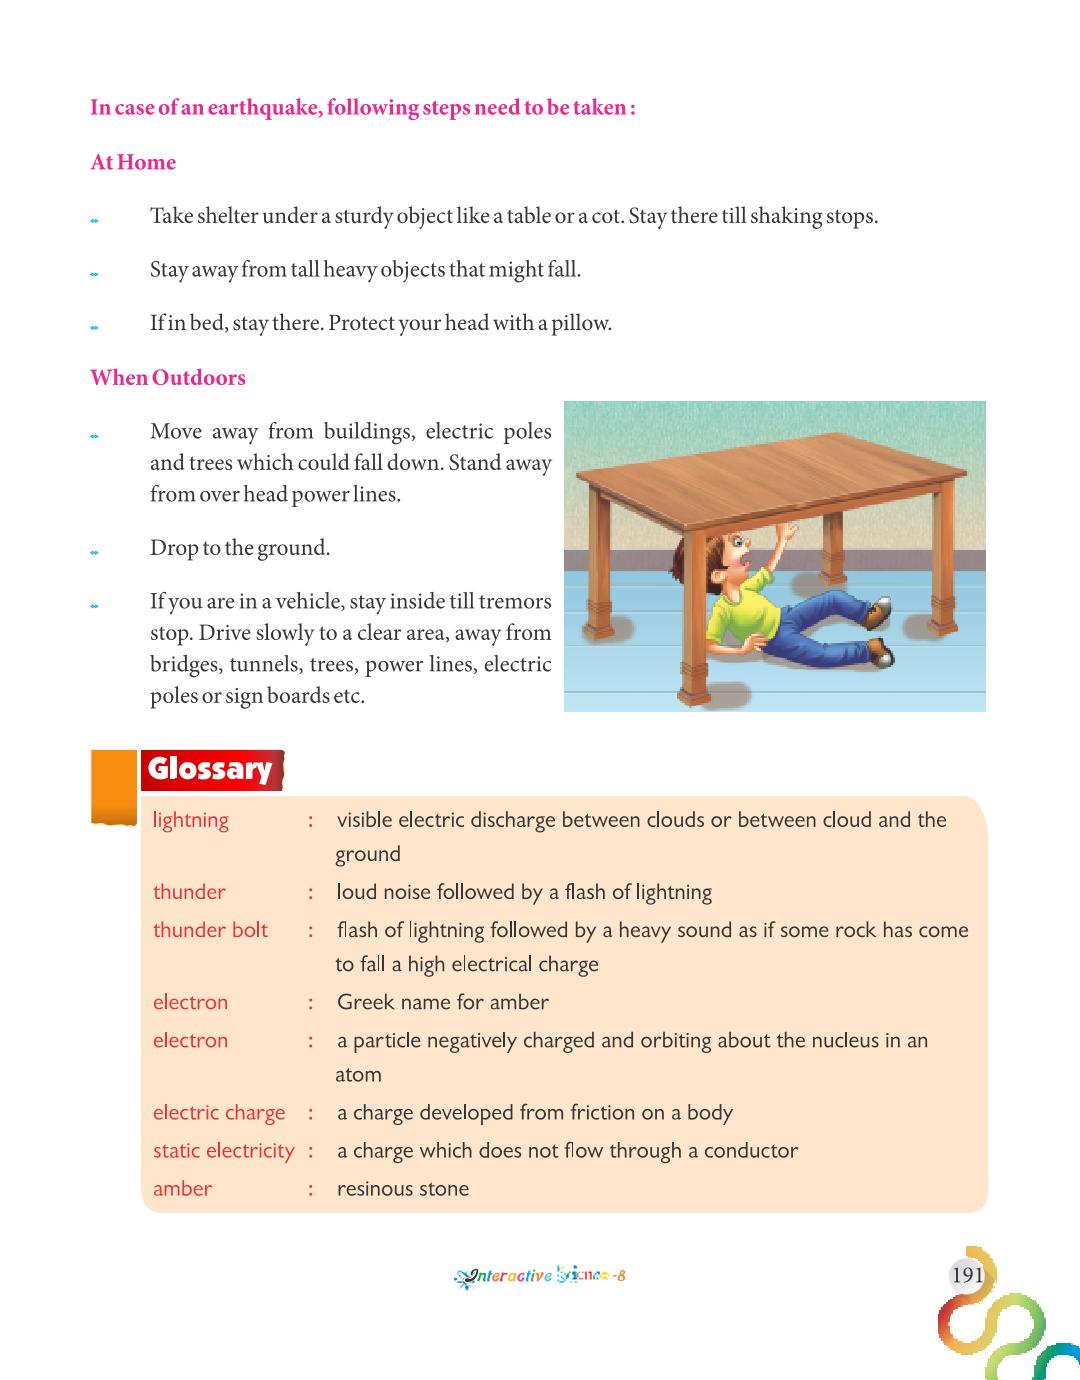 In case of an earthquake, following steps need to be taken :
At Home
Take shelter under a sturdy object like a table or a cot. Stay there till shaking stops.
Stay away from tall heavy objects that might fall.
If in bed, stay there. Protect your head with a pillow.
When Outdoors
Move away from buildings, electric poles
and trees which could fall down. Stand away
from over head power lines.
Drop to the ground.
If you are in a vehicle, stay inside till tremors
stop. Drive slowly to a clear area, away from
bridges, tunnels, trees, power lines, electric
poles or sign boards etc.
Glossary
lightning : visible electric discharge between clouds or between cloud and the
ground
thunder : loud noise followed by a flash of lightning
thunder bolt : flash of lightning followed by a heavy sound as if some rock has come
to fall a high electrical charge
electron : Greek name for amber
electron : a particle negatively charged and orbiting about the nucleus in an
atom
electric charge : a charge developed from friction on a body
static electricity : a charge which does not flow through a conductor
amber : resinous stone
Interactive Science -8
191